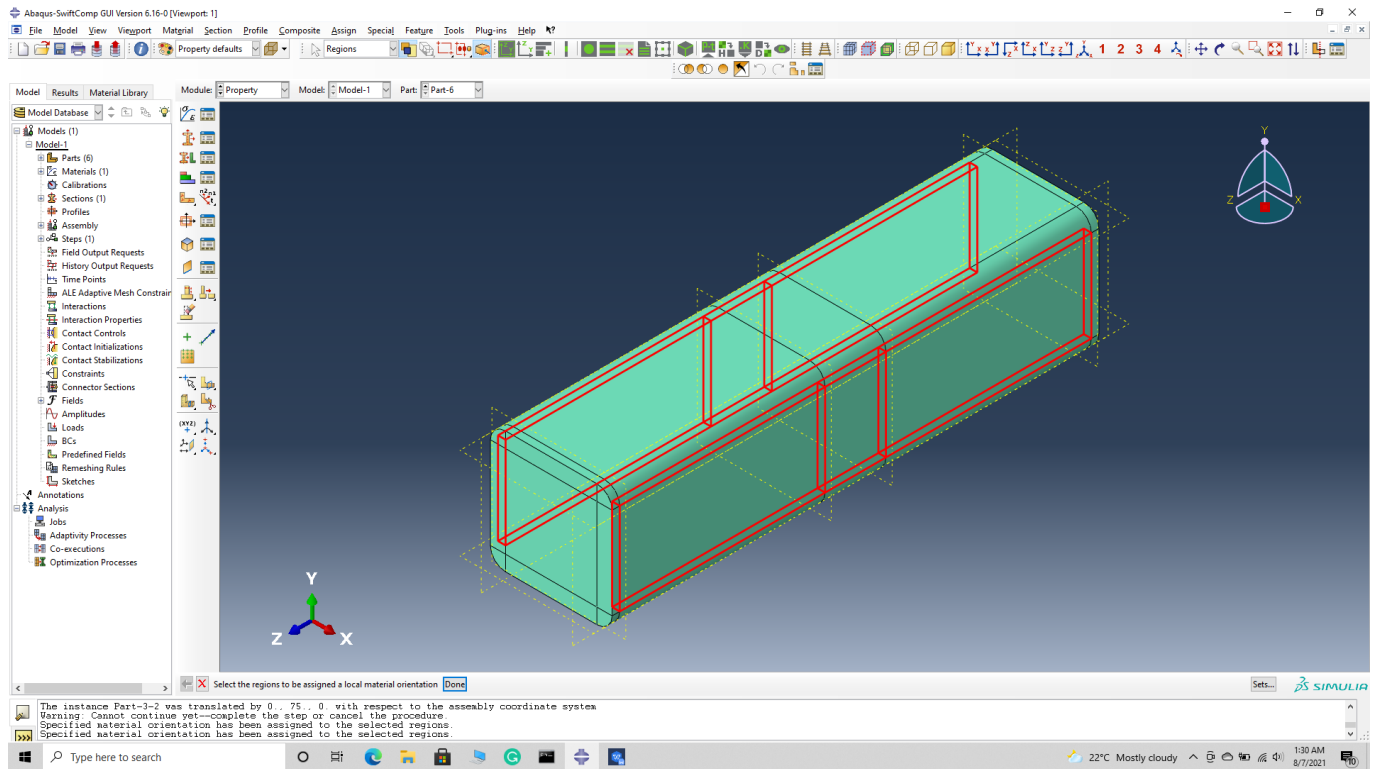 Abaqus-SwiftComp GUI Version 6.16-0 [Viewport: 1]
File Model View Viewport Material Section Profile Composite Assign Special Feature Tools Plug-ins Help
Property defaults Regions 1 2 3 4
Model Results Material Library Module: Property Model: Model-1 Part: Part-6
Model Database
Models (1)
Model-1
Parts (6)
Materials (1)
Calibrations
Sections (1)
Profiles
Assembly
Steps (1)
Field Output Requests
History Output Requests
Time Points
ALE Adaptive Mesh Constrain
Interactions
Interaction Properties
Contact Controls
Contact Initializations
Contact Stabilizations
Constraints
Connector Sections
Fields
Amplitudes
Loads
BCs
Predefined Fields
Remeshing Rules
Sketches
Annotations
Analysis
Jobs
Adaptivity Processes
Co-executions
Optimization Processes
Y
Z X
Y
Z X
Select the regions to be assigned a local material orientation Done Sets... SIMULIA
The instance Part-3-2 was translated by 0., 75., 0. with respect to the assembly coordinate system
Warning: Cannot continue yet--complete the step or cancel the procedure.
Specified material orientation has been assigned to the selected regions.
Specified material orientation has been assigned to the selected regions.
Type here to search 22°C Mostly cloudy 1:30 AM
8/7/2021